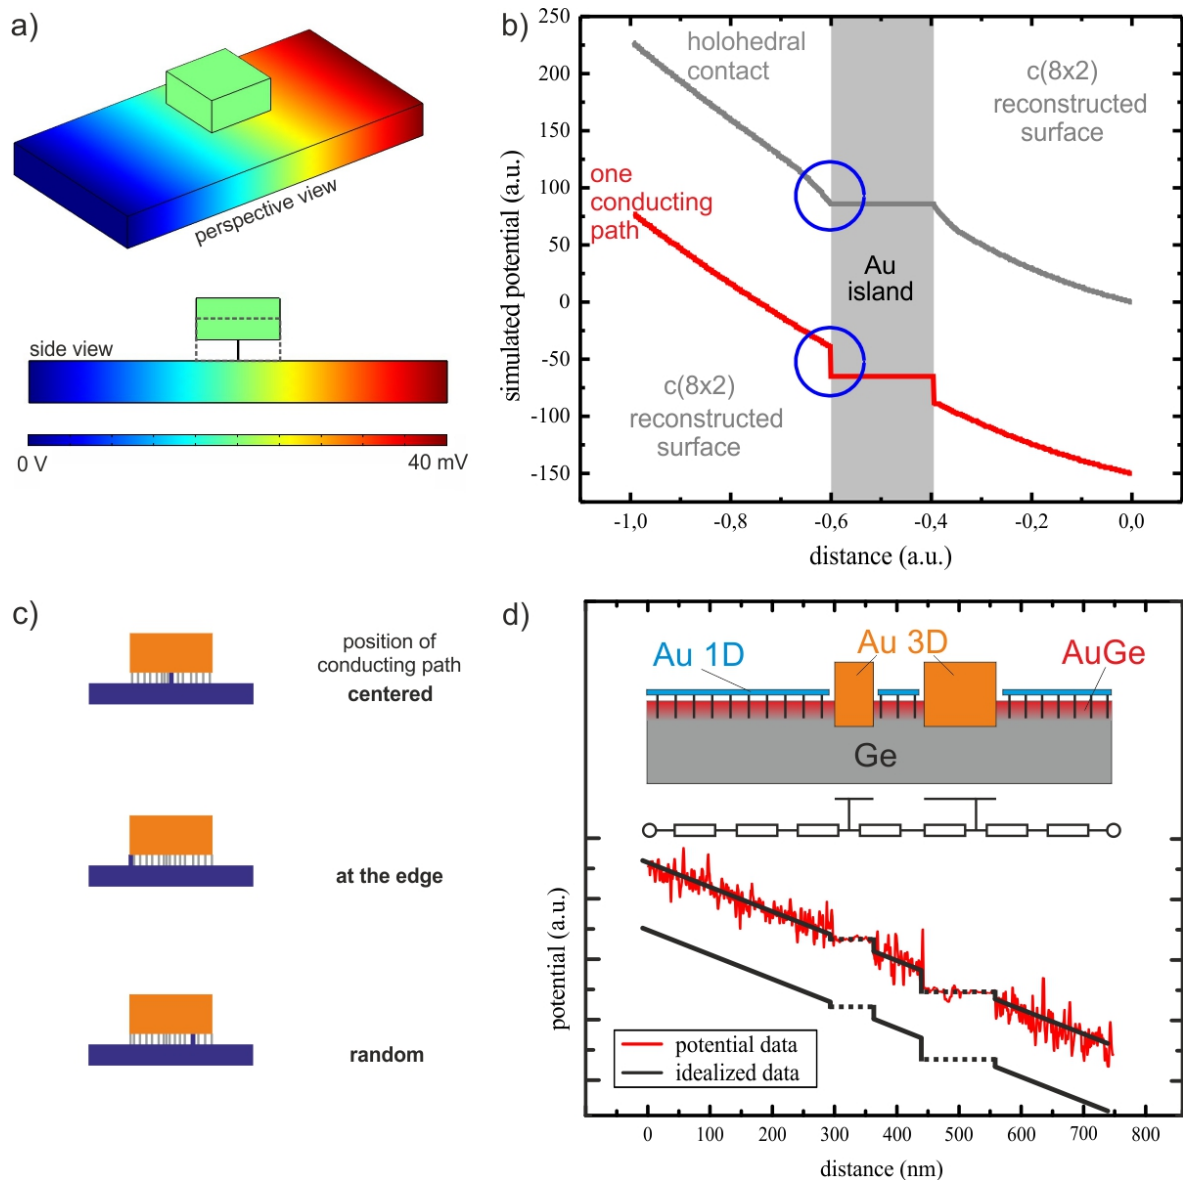 a)
perspective view
side view
0 V
40 mV
b)
250
200
150
100
50
0
-50
-100
-150
simulated potential (a.u.)
holohedral
contact
c(8x2)
reconstructed
surface
one
conducting
path
Au
island
c(8x2)
reconstructed
surface
-1,0
-0,8
-0,6
-0,4
-0,2
0,0
distance (a.u.)
c)
position of
conducting path
centered
at the edge
random
d)
Au 1D
Au 3D
AuGe
Ge
potential (a.u.)
potential data
idealized data
0
100
200
300
400
500
600
700
800
distance (nm)